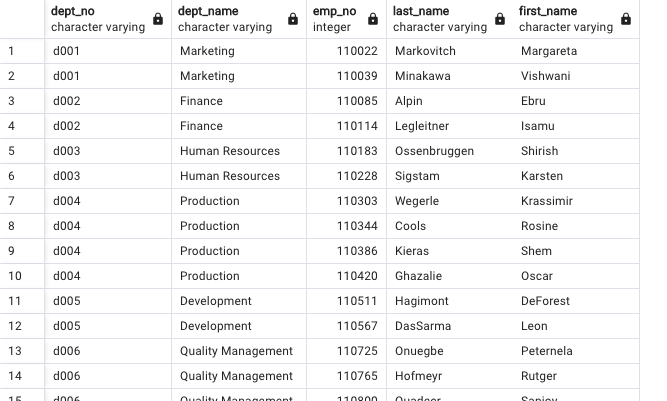 dept_no dept_name emp_no last_name first_name
character varying character varying integer character varying character varying
1 d001 Marketing 110022 Markovitch Margareta
2 d001 Marketing 110039 Minakawa Vishwani
3 d002 Finance 110085 Alpin Ebru
4 d002 Finance 110114 Legleitner Isamu
5 d003 Human Resources 110183 Ossenbruggen Shirish
6 d003 Human Resources 110228 Sigstam Karsten
7 d004 Production 110303 Wegerle Krassimir
8 d004 Production 110344 Cools Rosine
9 d004 Production 110386 Kieras Shem
10 d004 Production 110420 Ghazalie Oscar
11 d005 Development 110511 Hagimont DeForest
12 d005 Development 110567 DasSarma Leon
13 d006 Quality Management 110725 Onuegbe Peternela
14 d006 Quality Management 110765 Hofmeyr Rutger
15 d006 Quality Management 110800 Quadeer Sanjoy